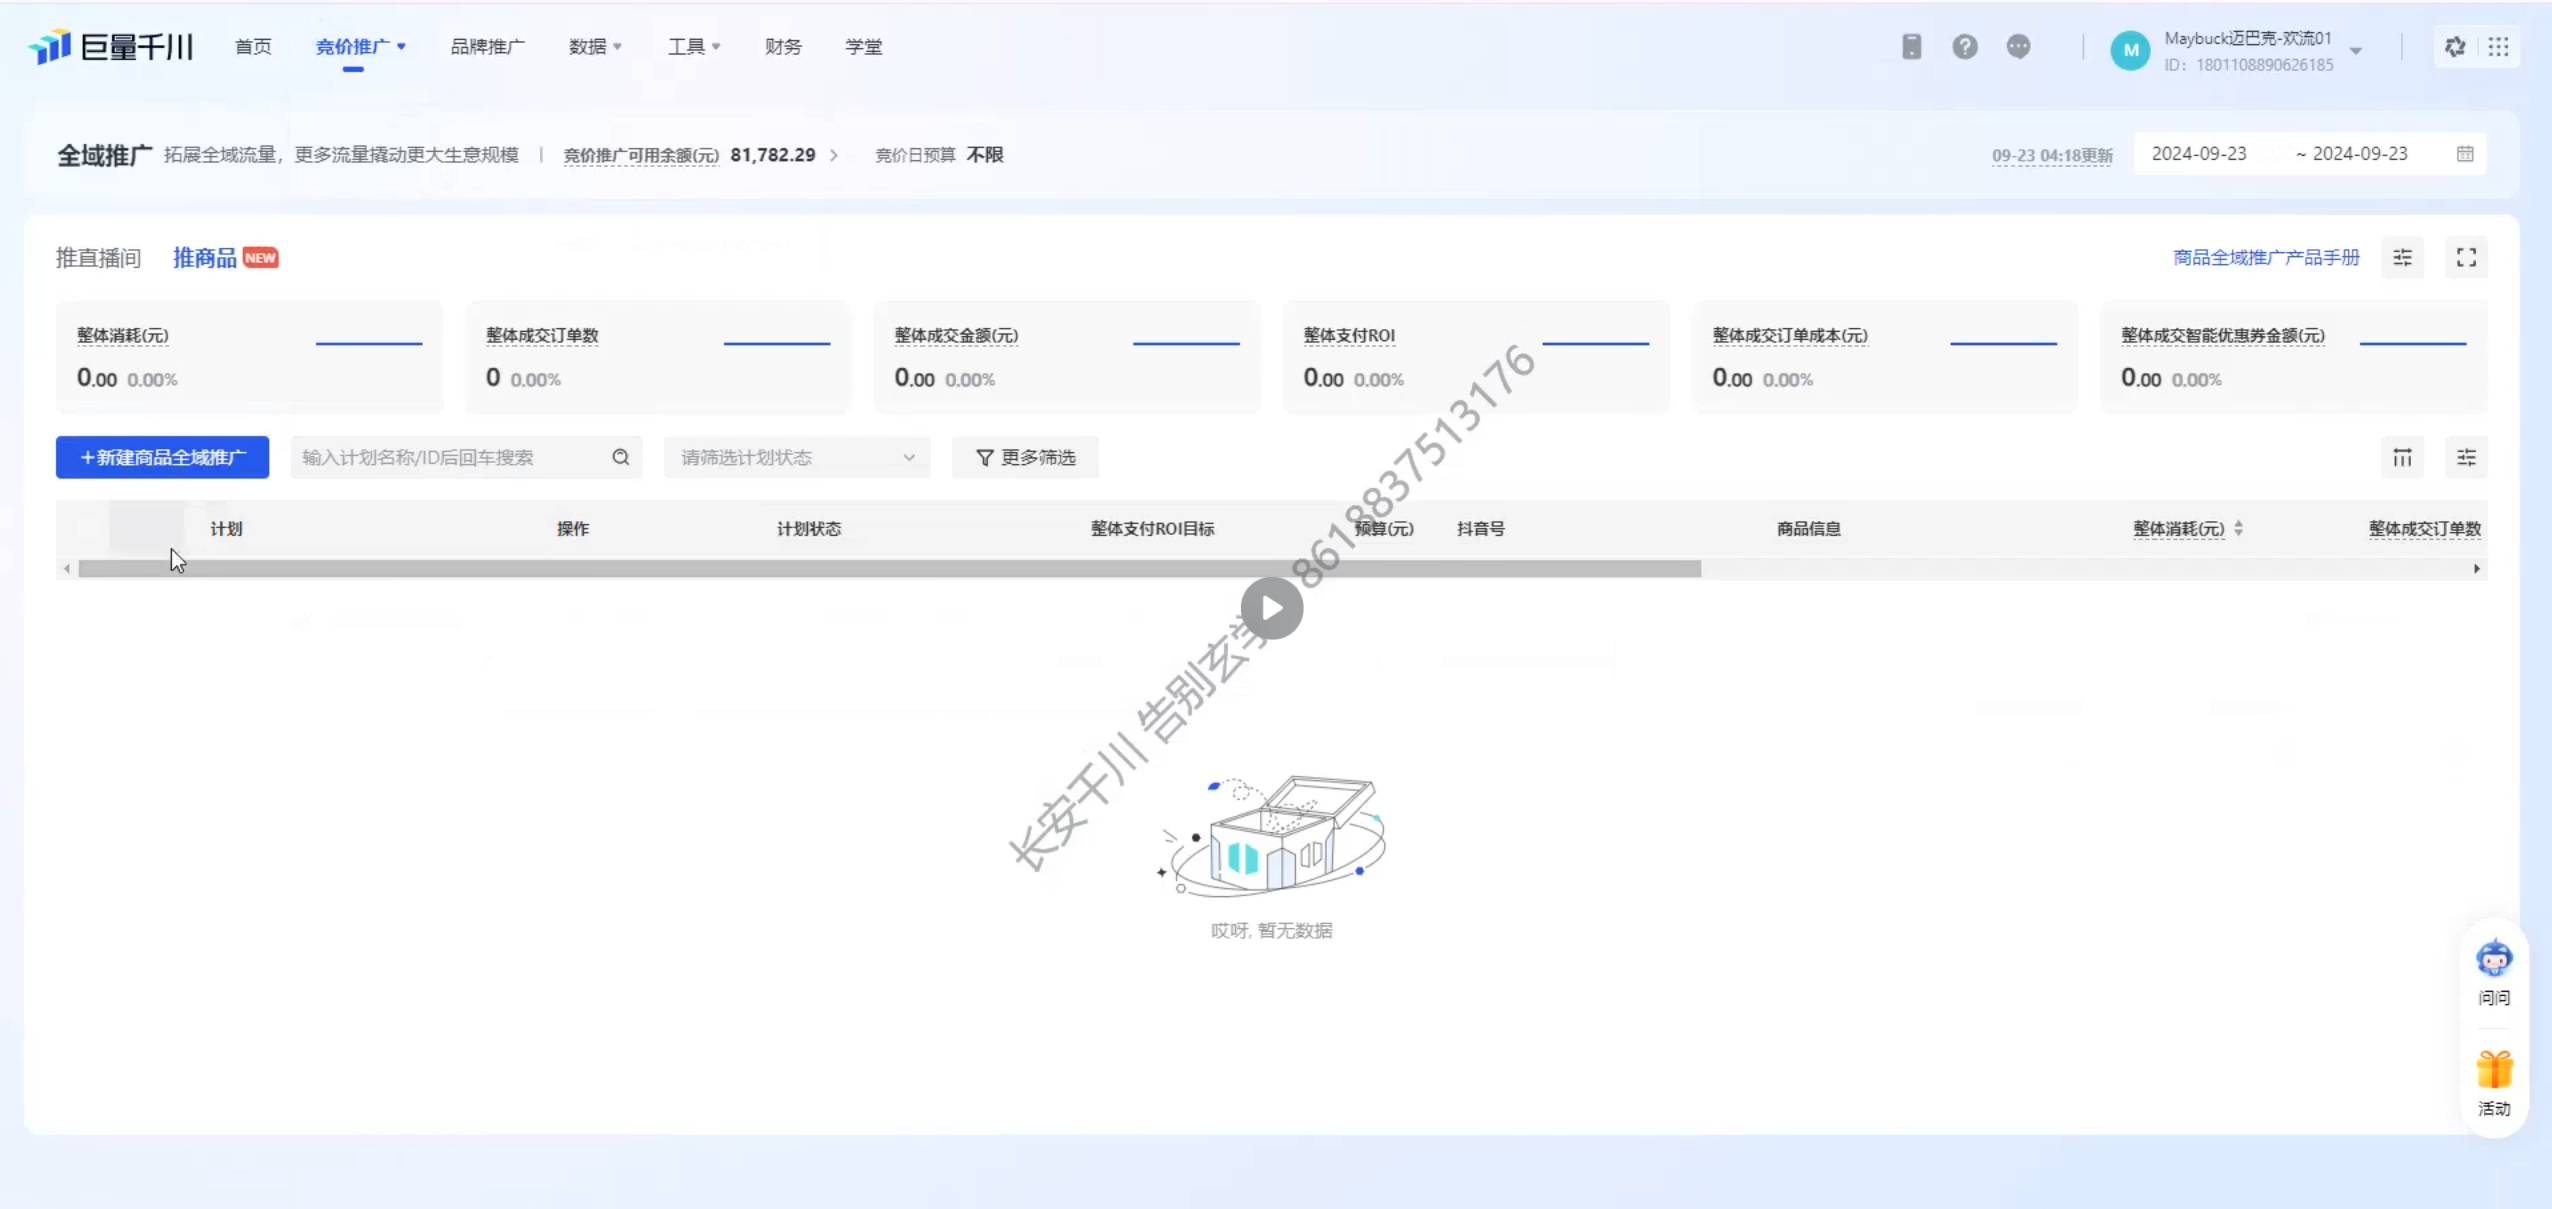 巨量千川
首页
竞价推广
品牌推广
数据
工具
财务
学堂
M
Maybuck迈巴克-欢流01
ID: 1801108890626185
全域推广
拓展全域流量，更多流量撬动更大生意规模
竞价推广可用余额(元) 81,782.29
竞价日预算 不限
09-23 04:18更新
2024-09-23 ~ 2024-09-23
推直播间
推商品 NEW
商品全域推广产品手册
整体消耗(元)
0.00 0.00%
整体成交订单数
0 0.00%
整体成交金额(元)
0.00 0.00%
整体支付ROI
0.00 0.00%
整体成交订单成本(元)
0.00 0.00%
整体成交智能优惠券金额(元)
0.00 0.00%
+新建商品全域推广
输入计划名称/ID后回车搜索
请筛选计划状态
更多筛选
计划
操作
计划状态
整体支付ROI目标
预算(元)
抖音号
商品信息
整体消耗(元)
整体成交订单数
长安千川 告别玄学 8618837513176
哎呀, 暂无数据
问问
活动